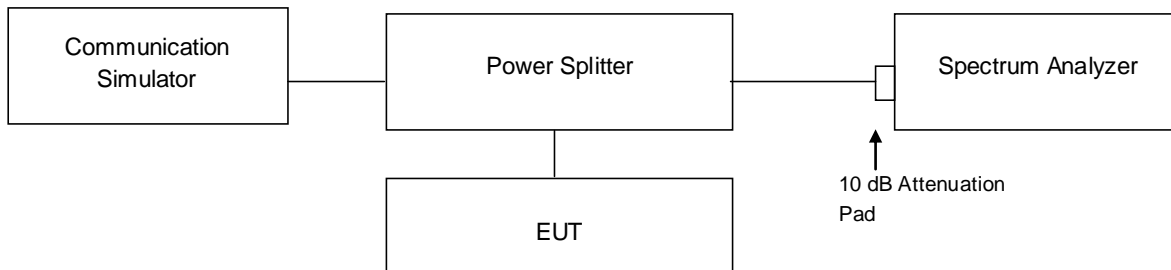 Communication
Simulator
Power Splitter
Spectrum Analyzer
10 dB Attenuation
Pad
EUT